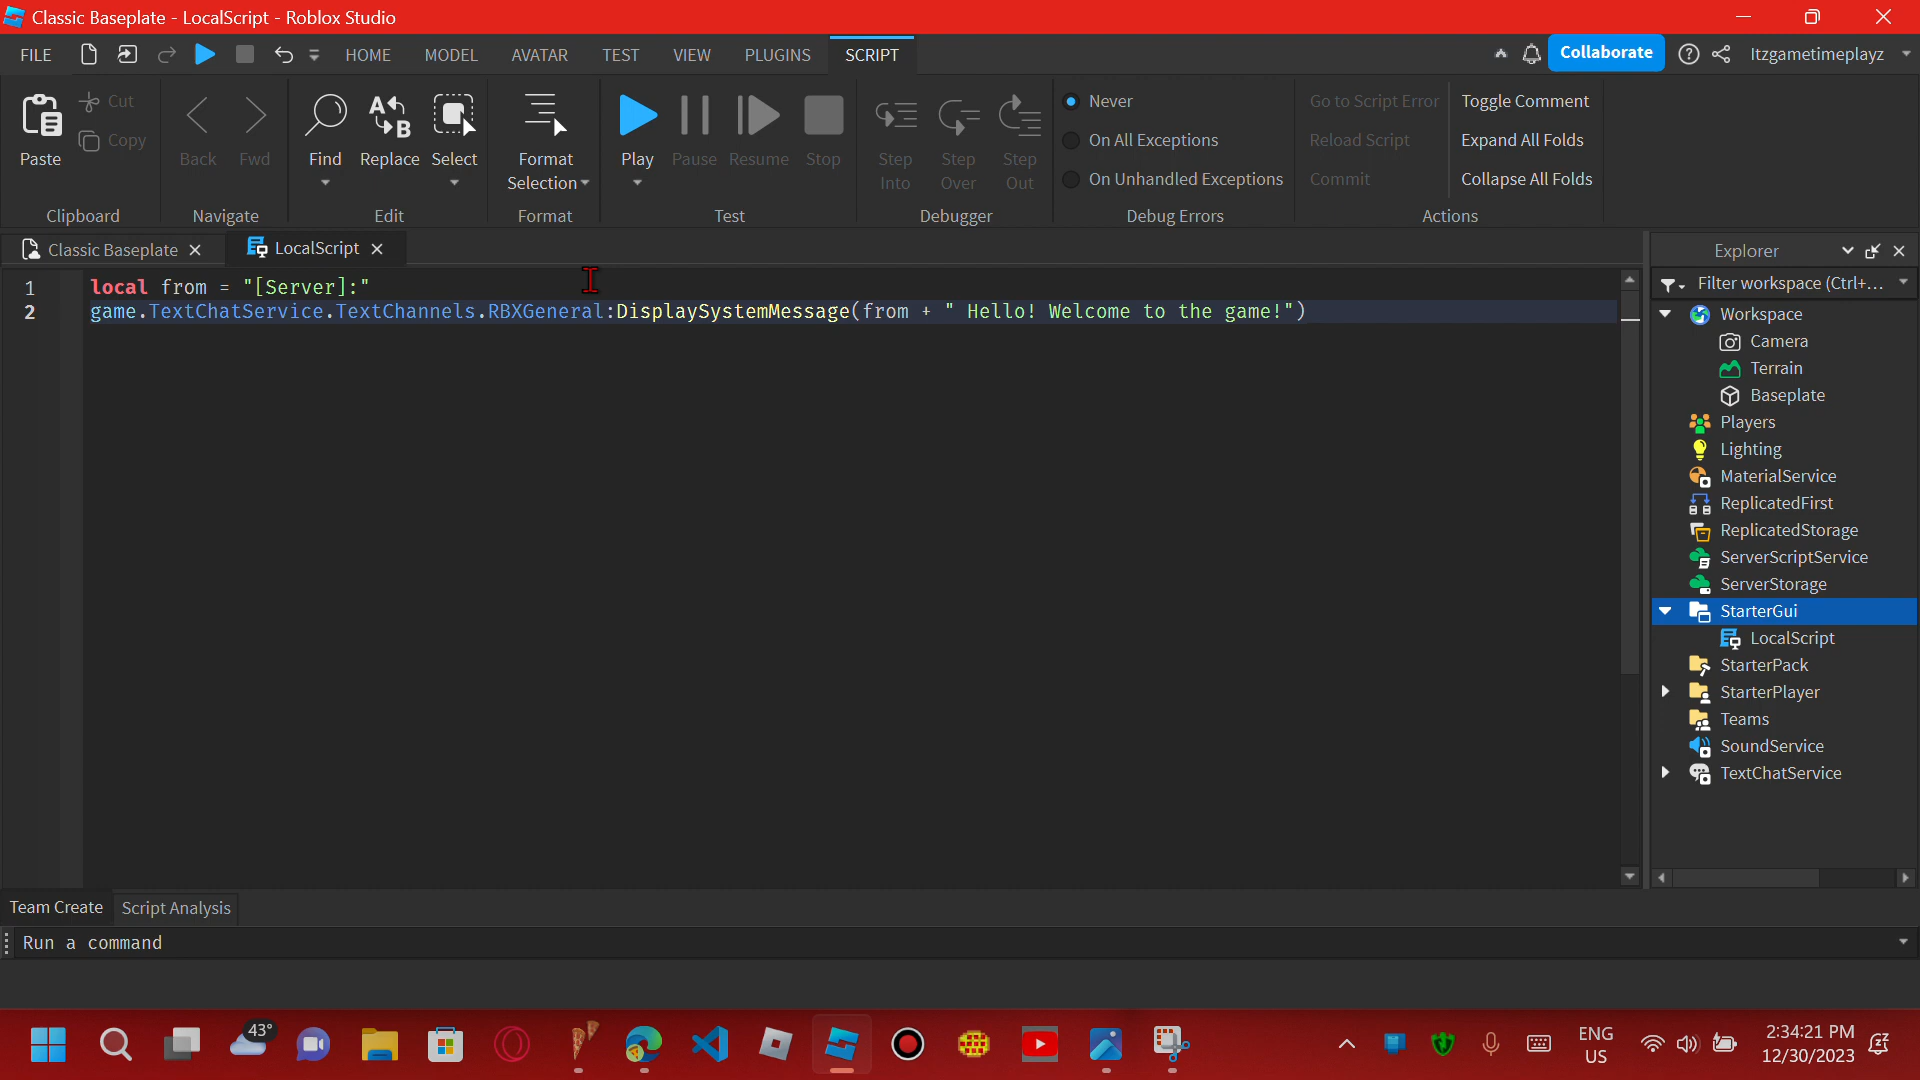 Classic Baseplate - LocalScript - Roblox Studio
FILE HOME MODEL AVATAR TEST VIEW PLUGINS SCRIPT Collaborate Itzgametimeplayz
Paste
Cut
Copy
Clipboard
Back
Fwd
Navigate
Find
Replace
Select
Edit
Format
Selection
Format
Play
Pause
Resume
Stop
Test
Step
Into
Step
Over
Step
Out
Debugger
Never
On All Exceptions
On Unhandled Exceptions
Debug Errors
Go to Script Error
Reload Script
Commit
Toggle Comment
Expand All Folds
Collapse All Folds
Actions
Classic Baseplate
LocalScript
1 local from = "[Server]:"
2 game.TextChatService.TextChannels.RBXGeneral:DisplaySystemMessage(from + " Hello! Welcome to the game!")
Explorer
Filter workspace (Ctrl+...
Workspace
Camera
Terrain
Baseplate
Players
Lighting
MaterialService
ReplicatedFirst
ReplicatedStorage
ServerScriptService
ServerStorage
StarterGui
LocalScript
StarterPack
StarterPlayer
Teams
SoundService
TextChatService
Team Create
Script Analysis
Run a command
43°
ENG
US
2:34:21 PM
12/30/2023